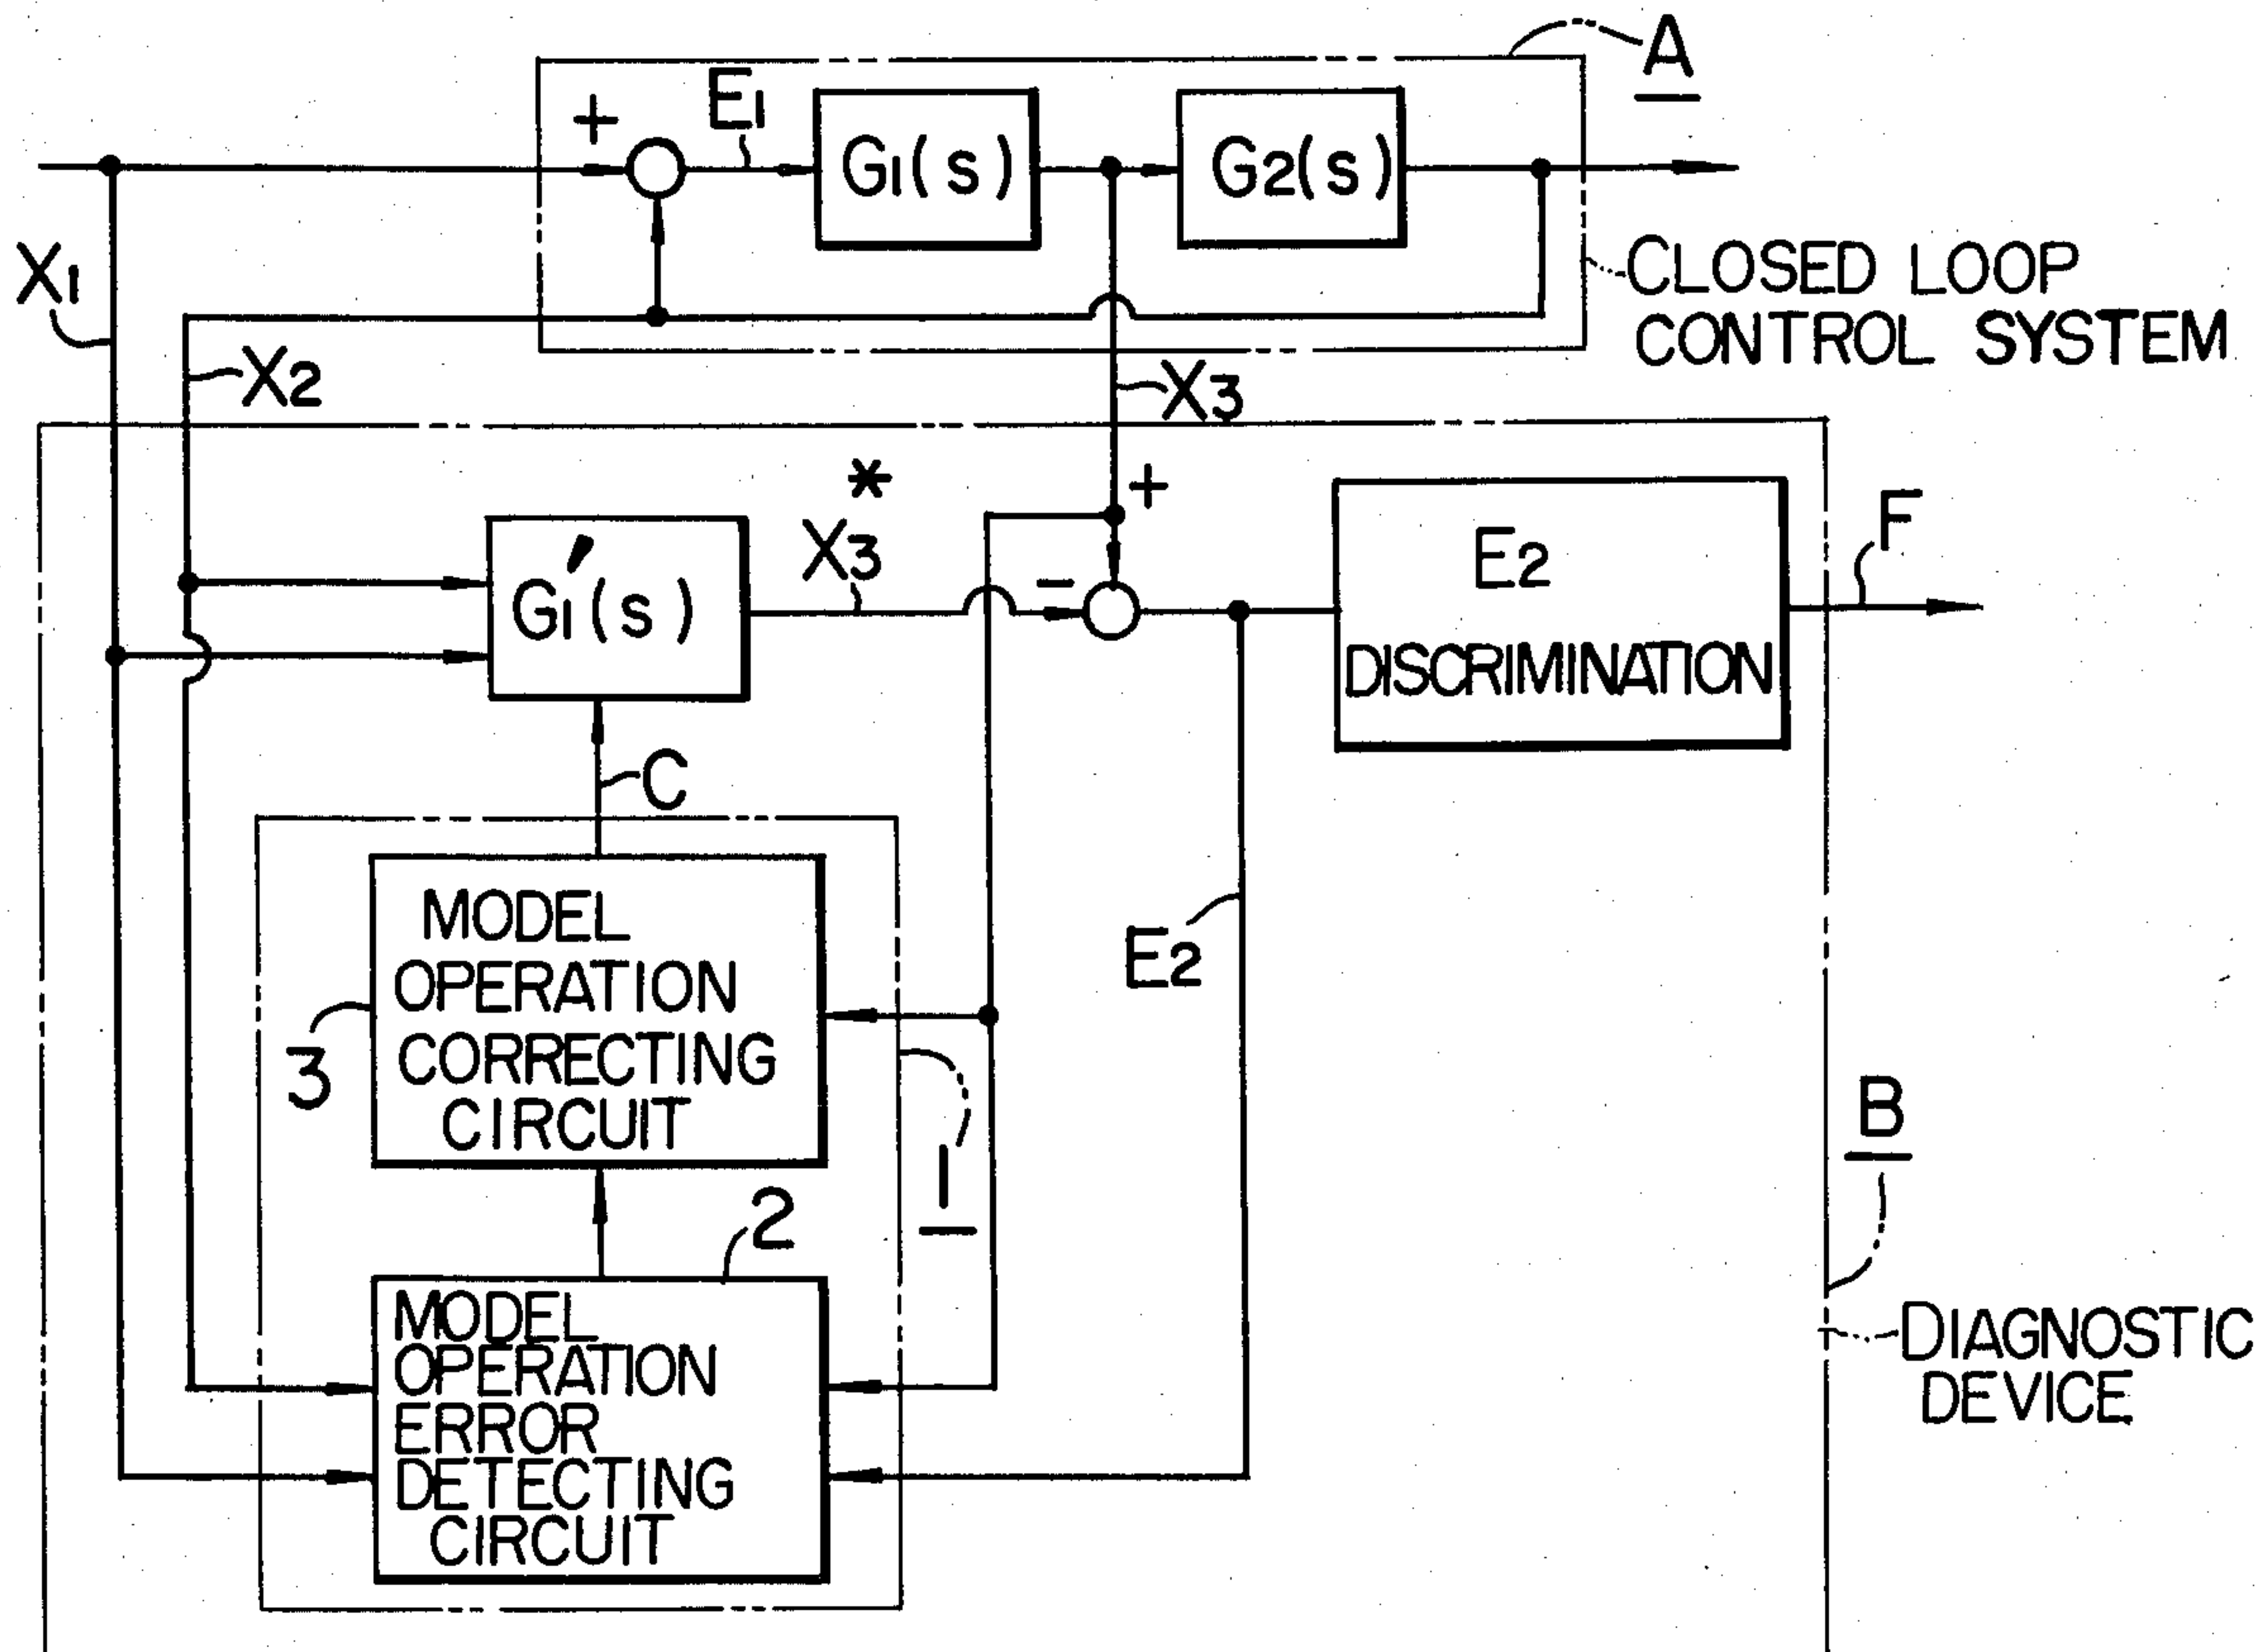 A
+
E1
G1(s)
G2(s)
X1
CLOSED LOOP
CONTROL SYSTEM
X2
X3
*
X3
+
-
G1'(s)
E2
DISCRIMINATION
F
C
MODEL
OPERATION
CORRECTING
CIRCUIT
3
E2
1
B
2
MODEL
OPERATION
ERROR
DETECTING
CIRCUIT
DIAGNOSTIC
DEVICE